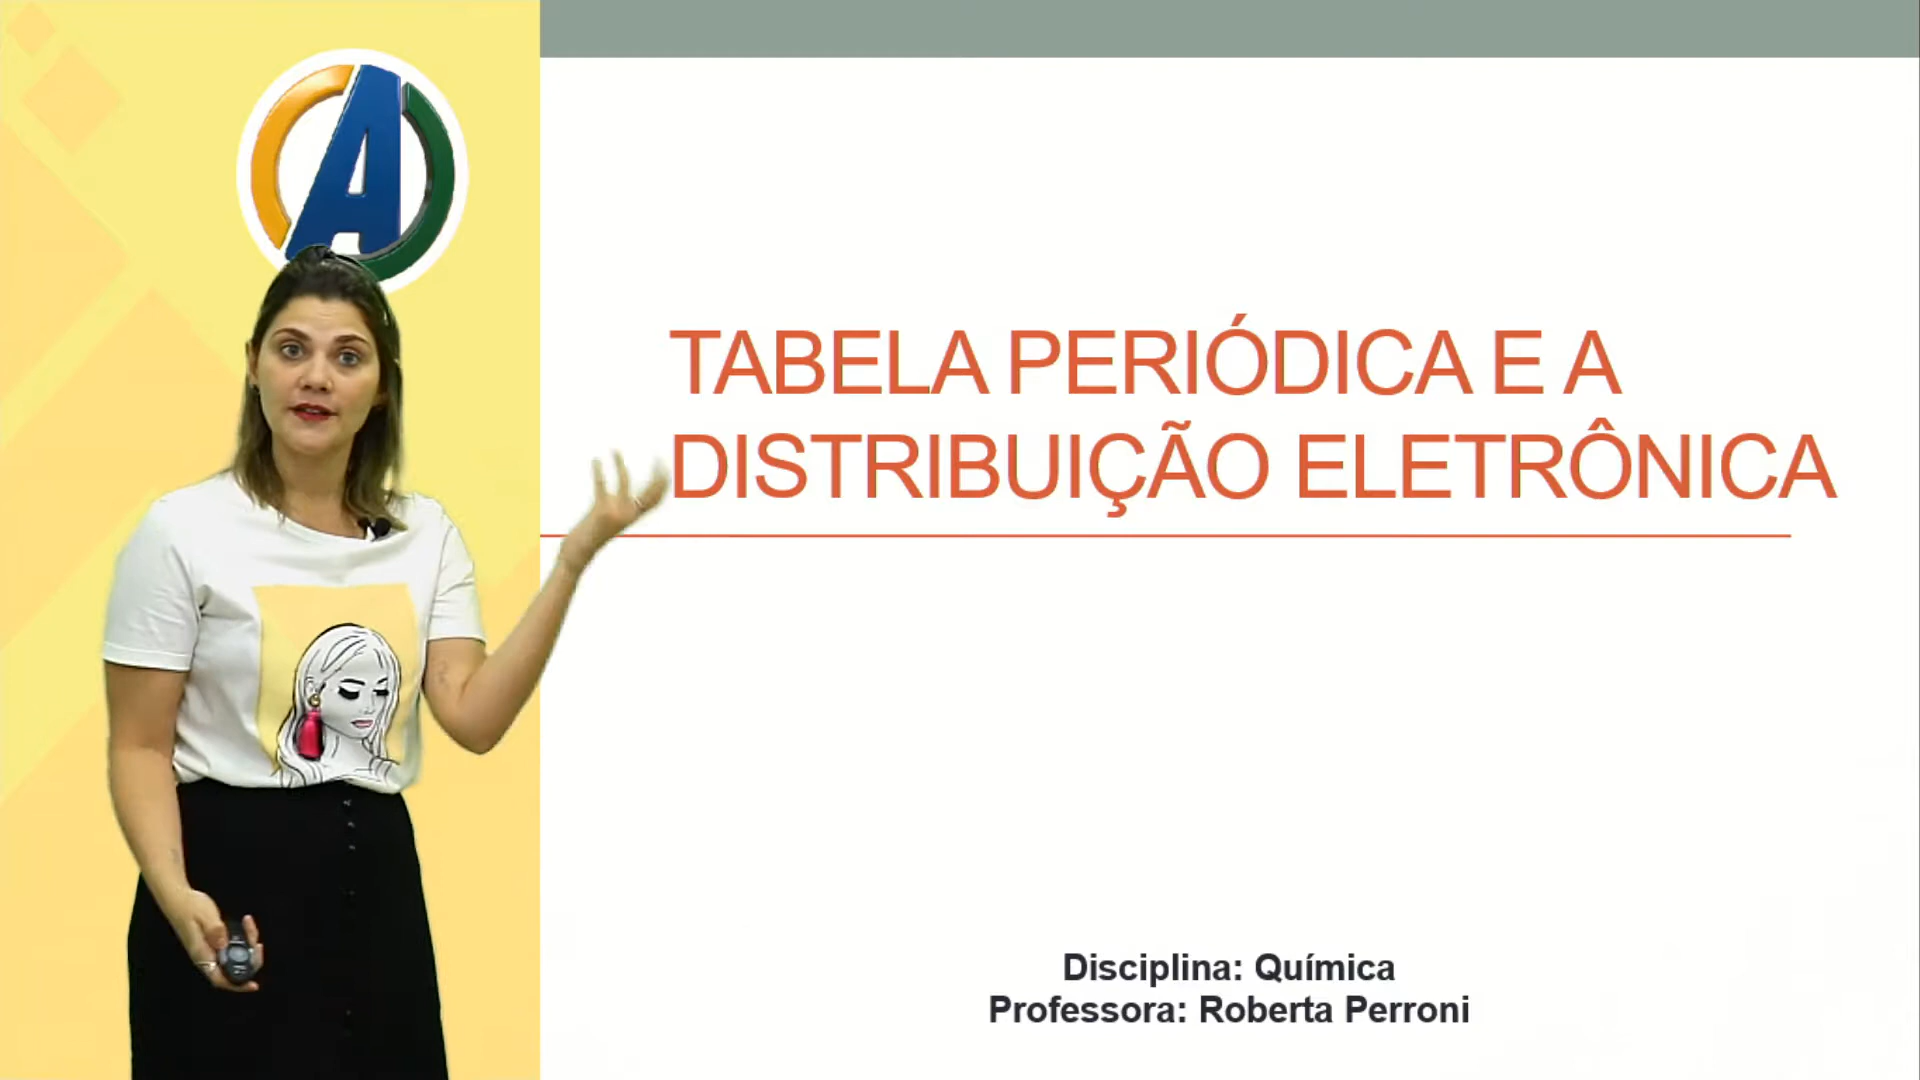 A
TABELA PERIÓDICA E A
DISTRIBUIÇÃO ELETRÔNICA
Disciplina: Química
Professora: Roberta Perroni